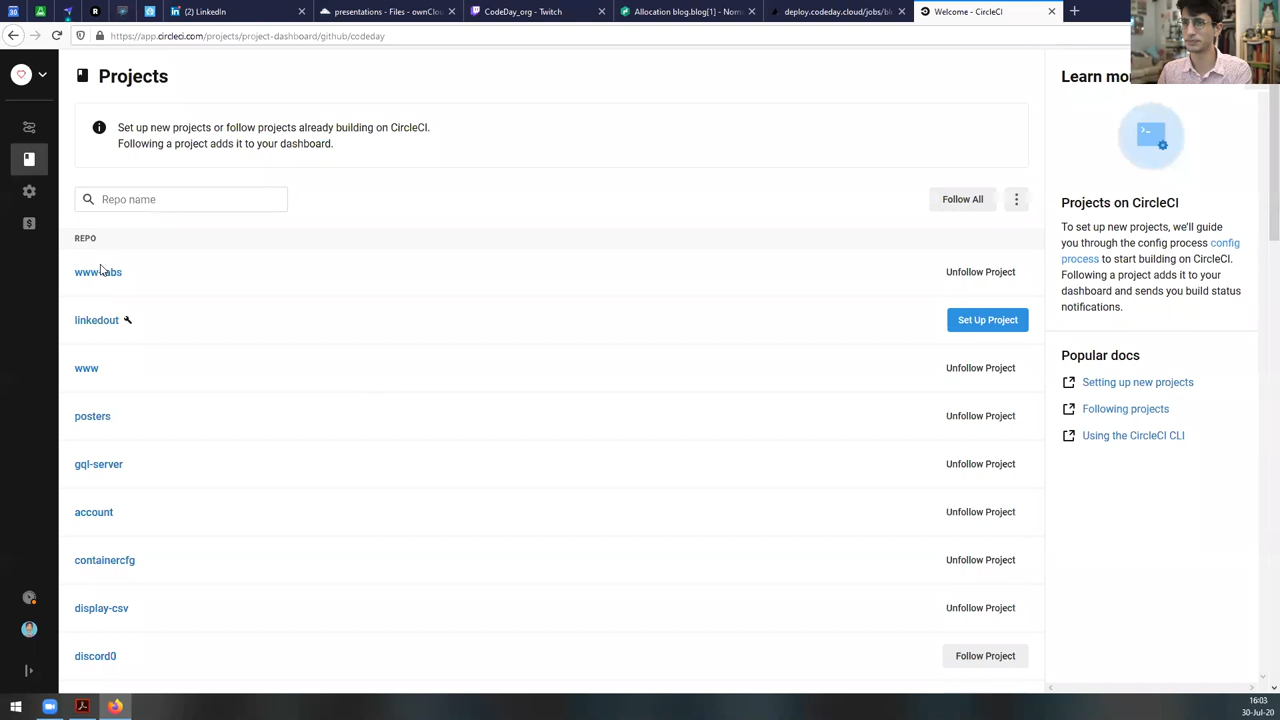 (2) LinkedIn
presentations - Files - ownClou
CodeDay_org - Twitch
Allocation blog.blog[1] - Nom
deploy.codeday.cloud/jobs/bl
Welcome - CircleCI
https://app.circleci.com/projects/project-dashboard/github/codeday
Projects
Set up new projects or follow projects already building on CircleCI.
Following a project adds it to your dashboard.
Repo name
Follow All
REPO
Unfollow Project
linkedout
Set Up Project
www
Unfollow Project
posters
Unfollow Project
gql-server
Unfollow Project
account
Unfollow Project
containercfg
Unfollow Project
display-csv
Unfollow Project
discord0
Follow Project
Learn mo
Projects on CircleCI
To set up new projects, we'll guide
you through the config process config
process to start building on CircleCI.
Following a project adds it to your
dashboard and sends you build status
notifications.
Popular docs
Setting up new projects
Following projects
Using the CircleCI CLI
16:03
30-Jul-20